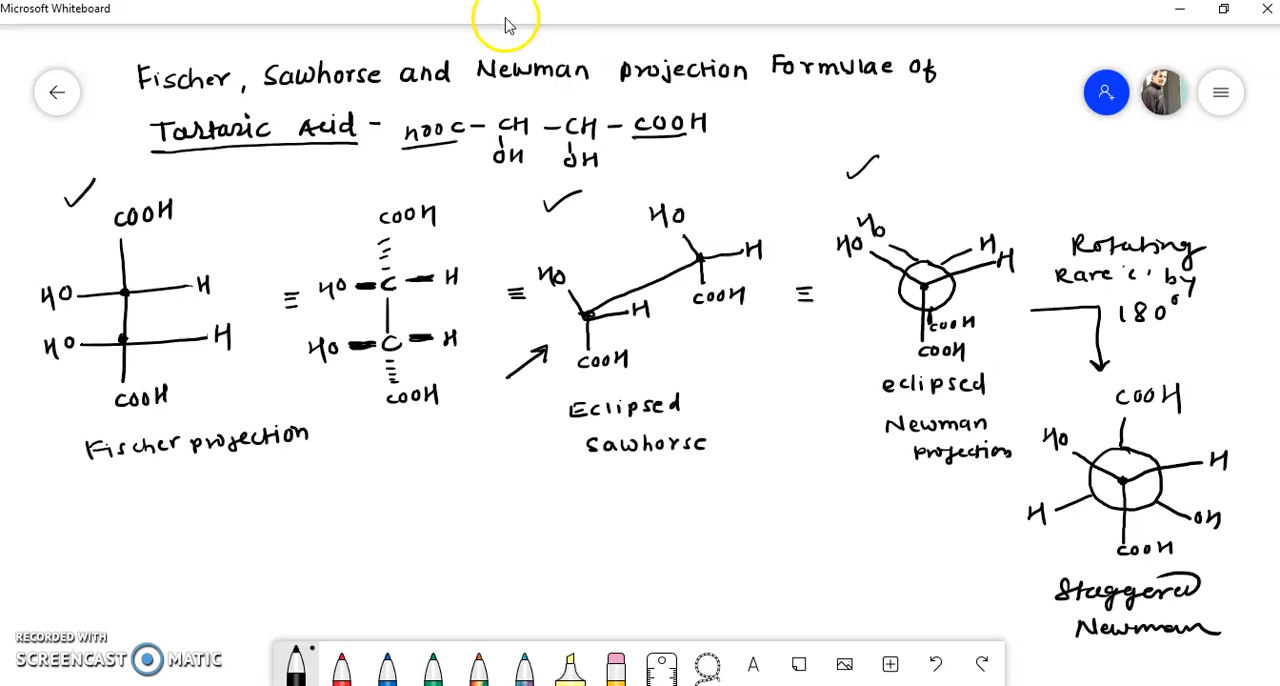 Microsoft Whiteboard
Fischer, Sawhorse and Newman projection Formulae of
Tartaric Acid - HOOC - CH - CH - COOH
OH OH
COOH
HO H
HO H
COOH
Fischer projection
≡
COOH
HO C H
HO C H
COOH
≡
HO
H
HO
COOH
H
COOH
Eclipsed
Sawhorse
≡
HO
HO
H
H
COOH
COOH
eclipsed
Newman
projection
Rotating
Rare 'c' by
180°
COOH
HO
H
H
OH
COOH
Staggered
Newman
RECORDED WITH
SCREENCAST MATIC
A